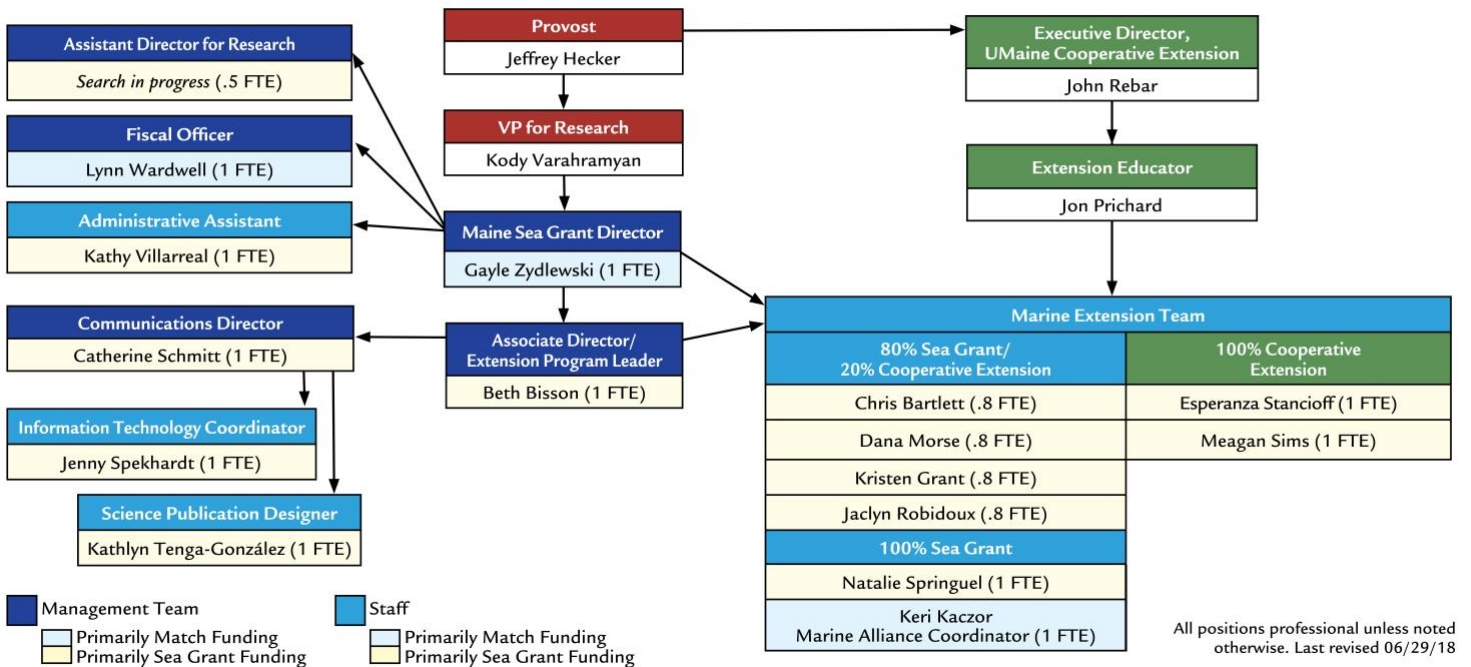 Assistant Director for Research
Search in progress (.5 FTE)
Fiscal Officer
Lynn Wardwell (1 FTE)
Administrative Assistant
Kathy Villarreal (1 FTE)
Communications Director
Catherine Schmitt (1 FTE)
Information Technology Coordinator
Jenny Spekhardt (1 FTE)
Science Publication Designer
Kathlyn Tenga-González (1 FTE)
Provost
Jeffrey Hecker
VP for Research
Kody Varahramyan
Maine Sea Grant Director
Gayle Zydlewski (1 FTE)
Associate Director/
Extension Program Leader
Beth Bisson (1 FTE)
Executive Director,
UMaine Cooperative Extension
John Rebar
Extension Educator
Jon Prichard
Marine Extension Team
80% Sea Grant/
20% Cooperative Extension
Chris Bartlett (.8 FTE)
Dana Morse (.8 FTE)
Kristen Grant (.8 FTE)
Jaclyn Robidoux (.8 FTE)
100% Sea Grant
Natalie Springuel (1 FTE)
Keri Kaczor
Marine Alliance Coordinator (1 FTE)
100% Cooperative
Extension
Esperanza Stancioff (1 FTE)
Meagan Sims (1 FTE)
Management Team
Primarily Match Funding
Primarily Sea Grant Funding
Staff
Primarily Match Funding
Primarily Sea Grant Funding
All positions professional unless noted
otherwise. Last revised 06/29/18